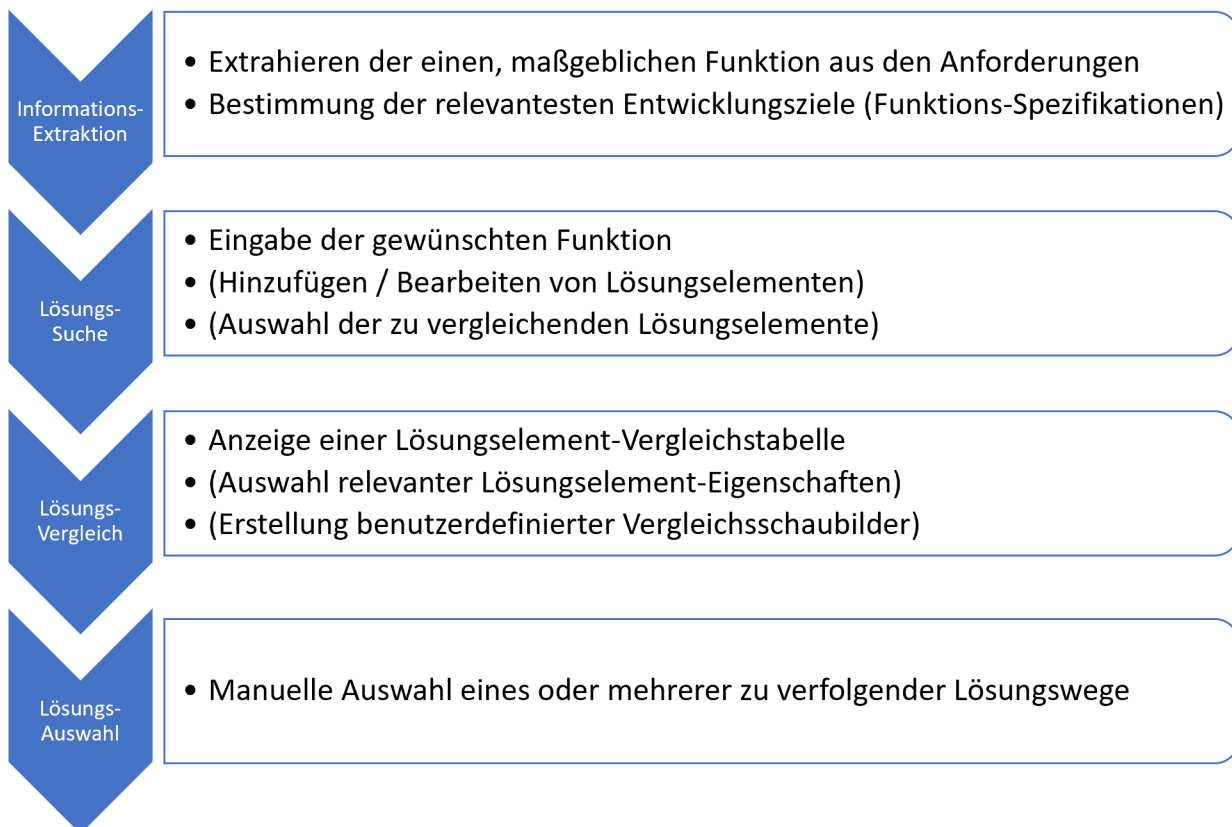 Informations-
Extraktion
• Extrahieren der einen, maßgeblichen Funktion aus den Anforderungen
• Bestimmung der relevantesten Entwicklungsziele (Funktions-Spezifikationen)
Lösungs-
Suche
• Eingabe der gewünschten Funktion
• (Hinzufügen / Bearbeiten von Lösungselementen)
• (Auswahl der zu vergleichenden Lösungselemente)
Lösungs-
Vergleich
• Anzeige einer Lösungselement-Vergleichstabelle
• (Auswahl relevanter Lösungselement-Eigenschaften)
• (Erstellung benutzerdefinierter Vergleichsschaubilder)
Lösungs-
Auswahl
• Manuelle Auswahl eines oder mehrerer zu verfolgender Lösungswege